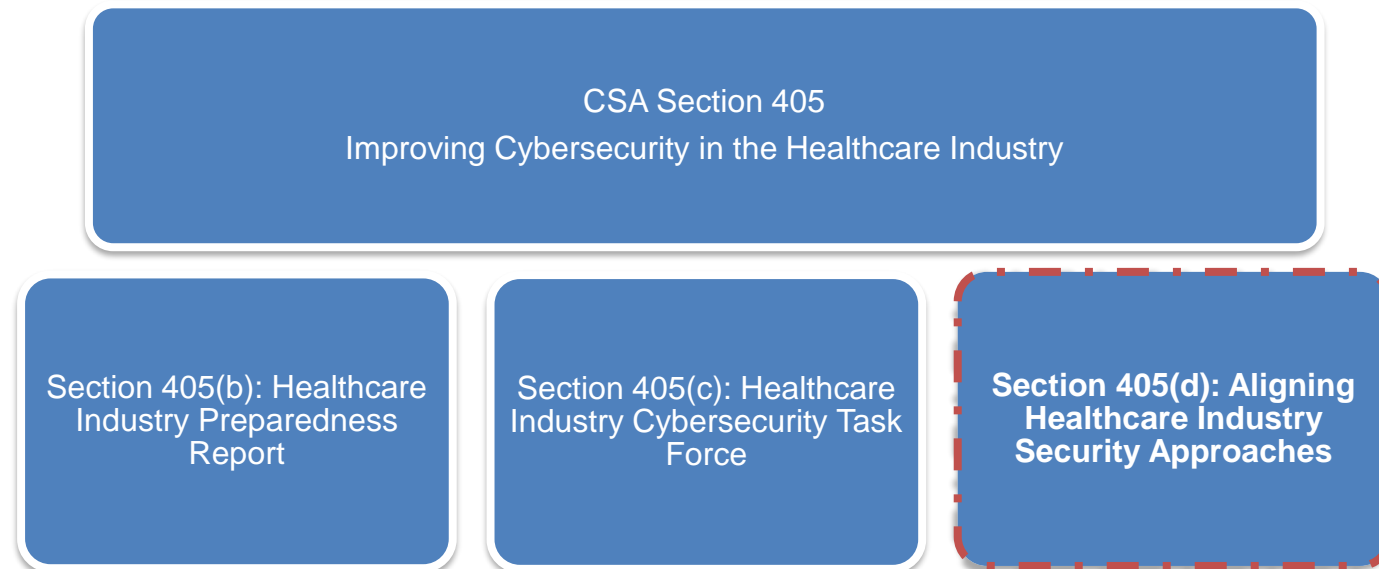 CSA Section 405
Improving Cybersecurity in the Healthcare Industry
Section 405(b): Healthcare
Industry Preparedness
Report
Section 405(c): Healthcare
Industry Cybersecurity Task
Force
Section 405(d): Aligning
Healthcare Industry
Security Approaches